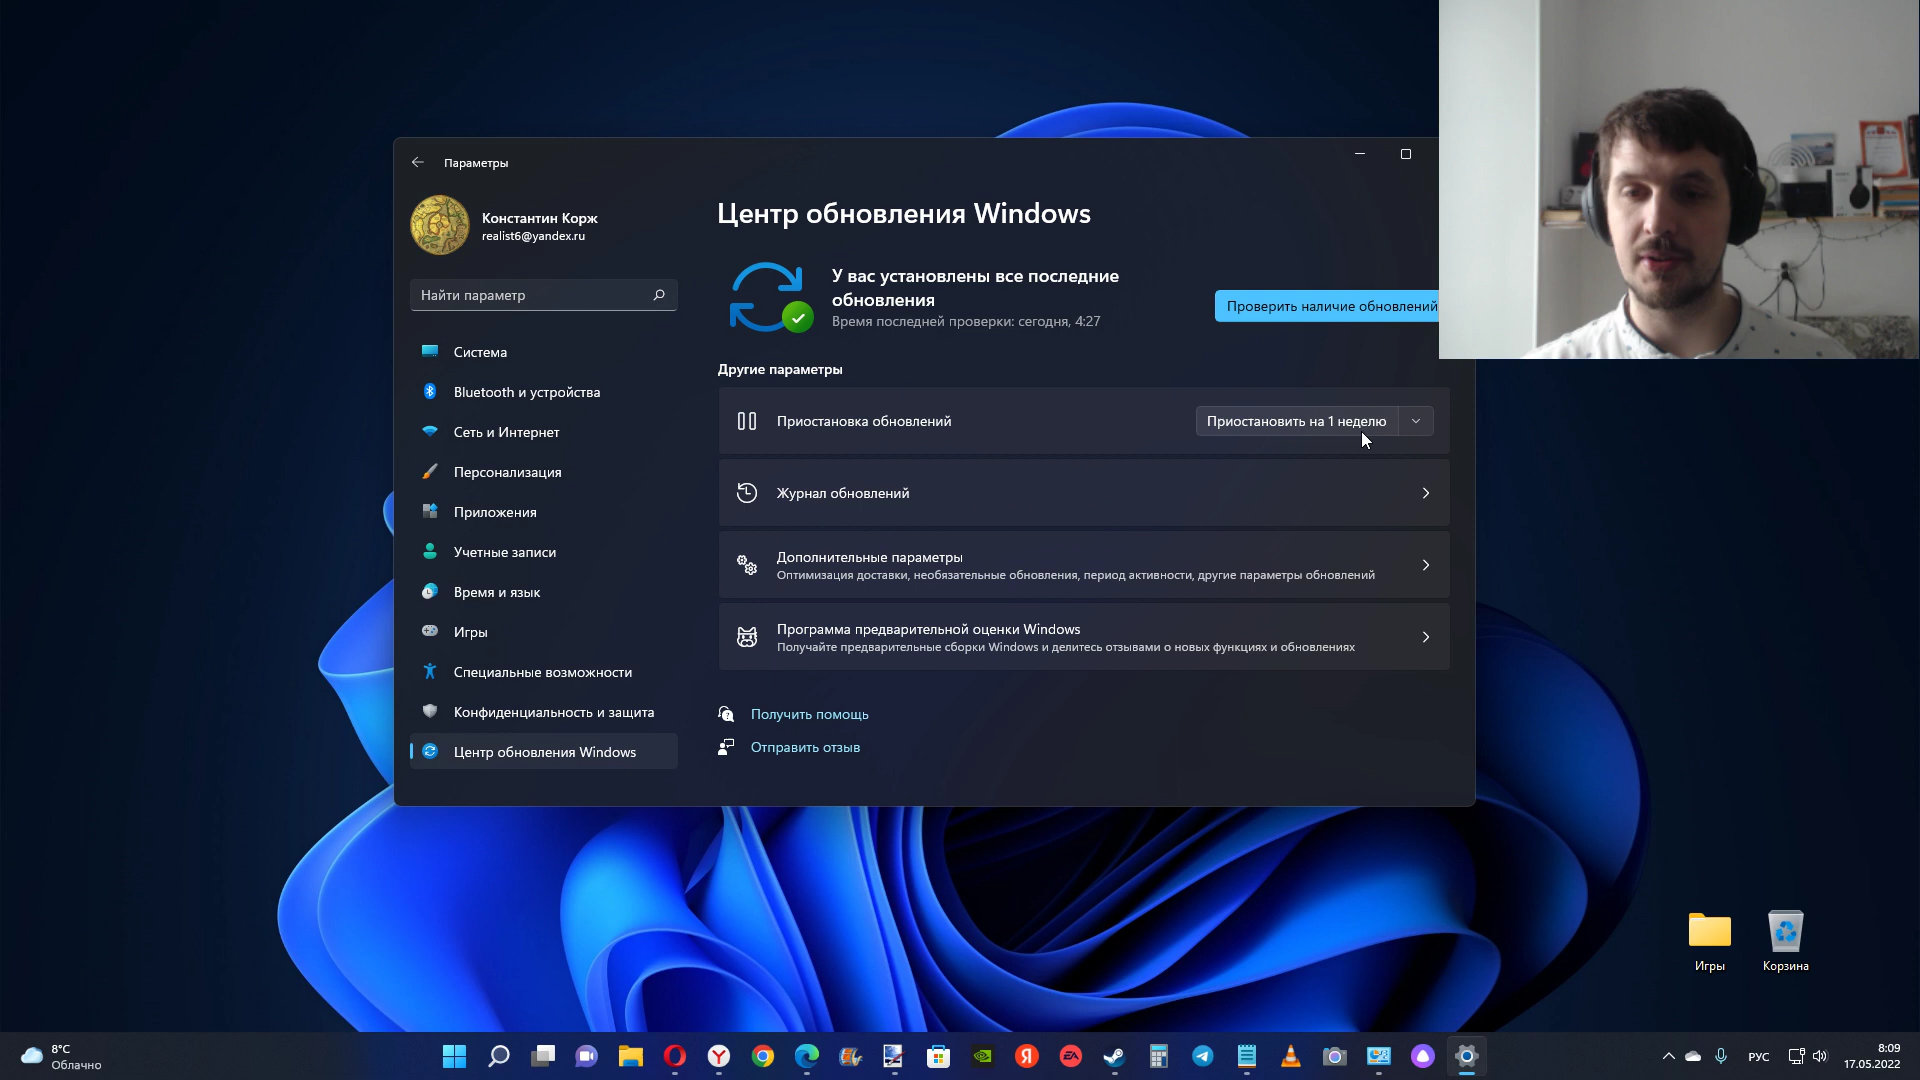 Параметры
Константин Корж
realist6@yandex.ru
Найти параметр
Система
Bluetooth и устройства
Сеть и Интернет
Персонализация
Приложения
Учетные записи
Время и язык
Игры
Специальные возможности
Конфиденциальность и защита
Центр обновления Windows
Центр обновления Windows
У вас установлены все последние
обновления
Время последней проверки: сегодня, 4:27
Проверить наличие обновлений
Другие параметры
Приостановка обновлений
Приостановить на 1 неделю
Журнал обновлений
Дополнительные параметры
Оптимизация доставки, необязательные обновления, период активности, другие параметры обновлений
Программа предварительной оценки Windows
Получайте предварительные сборки Windows и делитесь отзывами о новых функциях и обновлениях
Получить помощь
Отправить отзыв
Игры
Корзина
8°C
Облачно
Я
EA
РУС
8:09
17.05.2022